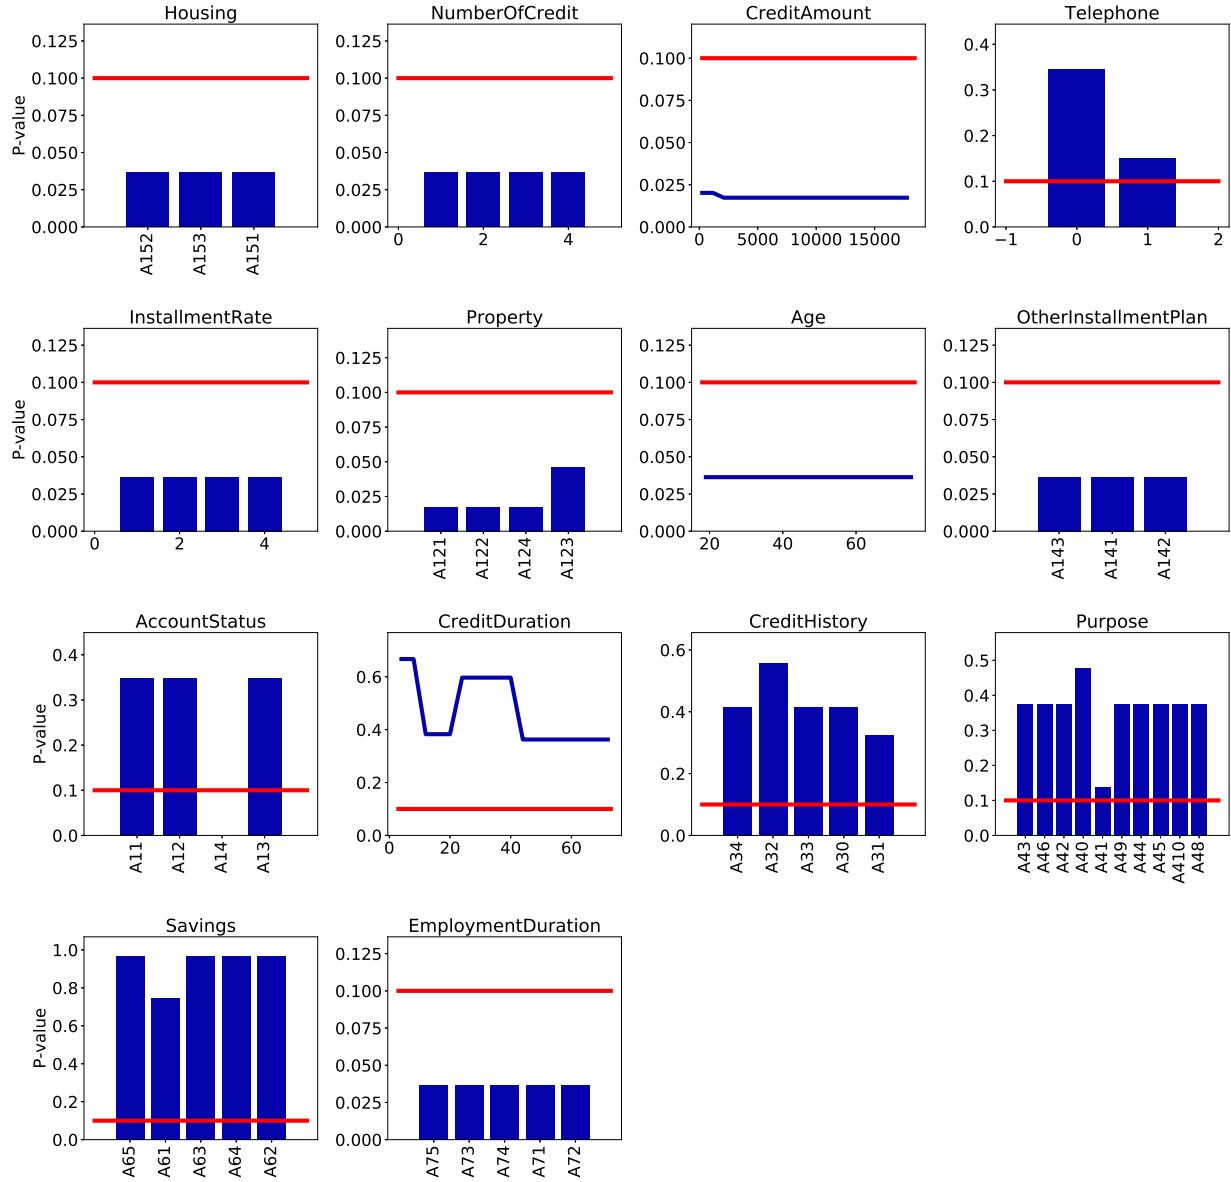 Housing
NumberOfCredit
CreditAmount
Telephone
P-value
0.125
0.100
0.075
0.050
0.025
0.000
A152
A153
A151
0.125
0.100
0.075
0.050
0.025
0.000
0 2 4
0.100
0.075
0.050
0.025
0.000
0 5000 10000 15000
0.4
0.3
0.2
0.1
0.0
−1 0 1 2
InstallmentRate
Property
Age
OtherInstallmentPlan
P-value
0.125
0.100
0.075
0.050
0.025
0.000
0 2 4
0.125
0.100
0.075
0.050
0.025
0.000
A121
A122
A124
A123
0.125
0.100
0.075
0.050
0.025
0.000
20 40 60
0.125
0.100
0.075
0.050
0.025
0.000
A143
A141
A142
AccountStatus
CreditDuration
CreditHistory
Purpose
P-value
0.4
0.3
0.2
0.1
0.0
A11
A12
A14
A13
0.6
0.4
0.2
0.0
0 20 40 60
0.6
0.4
0.2
0.0
A34
A32
A33
A30
A31
0.5
0.4
0.3
0.2
0.1
0.0
A43
A46
A42
A40
A41
A49
A44
A45
A410
A48
Savings
EmploymentDuration
P-value
1.0
0.8
0.6
0.4
0.2
0.0
A65
A61
A63
A64
A62
0.125
0.100
0.075
0.050
0.025
0.000
A75
A73
A74
A71
A72